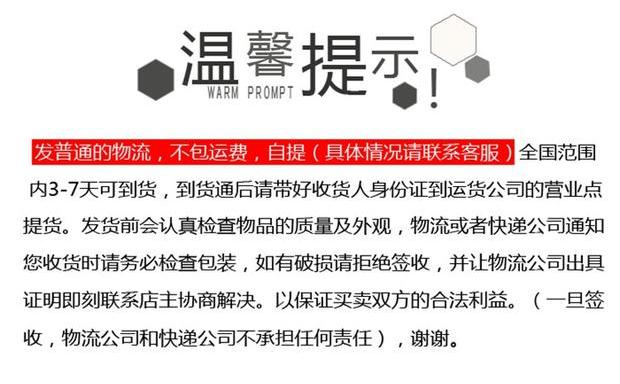 温馨提示!
WARM PROMPT
发普通的物流，不包运费，自提（具体情况请联系客服）全国范围
内3-7天可到货，到货通后请带好收货人身份证到运货公司的营业点
提货。发货前会认真检查物品的质量及外观，物流或者快递公司通知
您收货时请务必检查包装，如有破损请拒绝签收，并让物流公司出具
证明即刻联系店主协商解决。以保证买卖双方的合法利益。（一旦签
收，物流公司和快递公司不承担任何责任），谢谢。